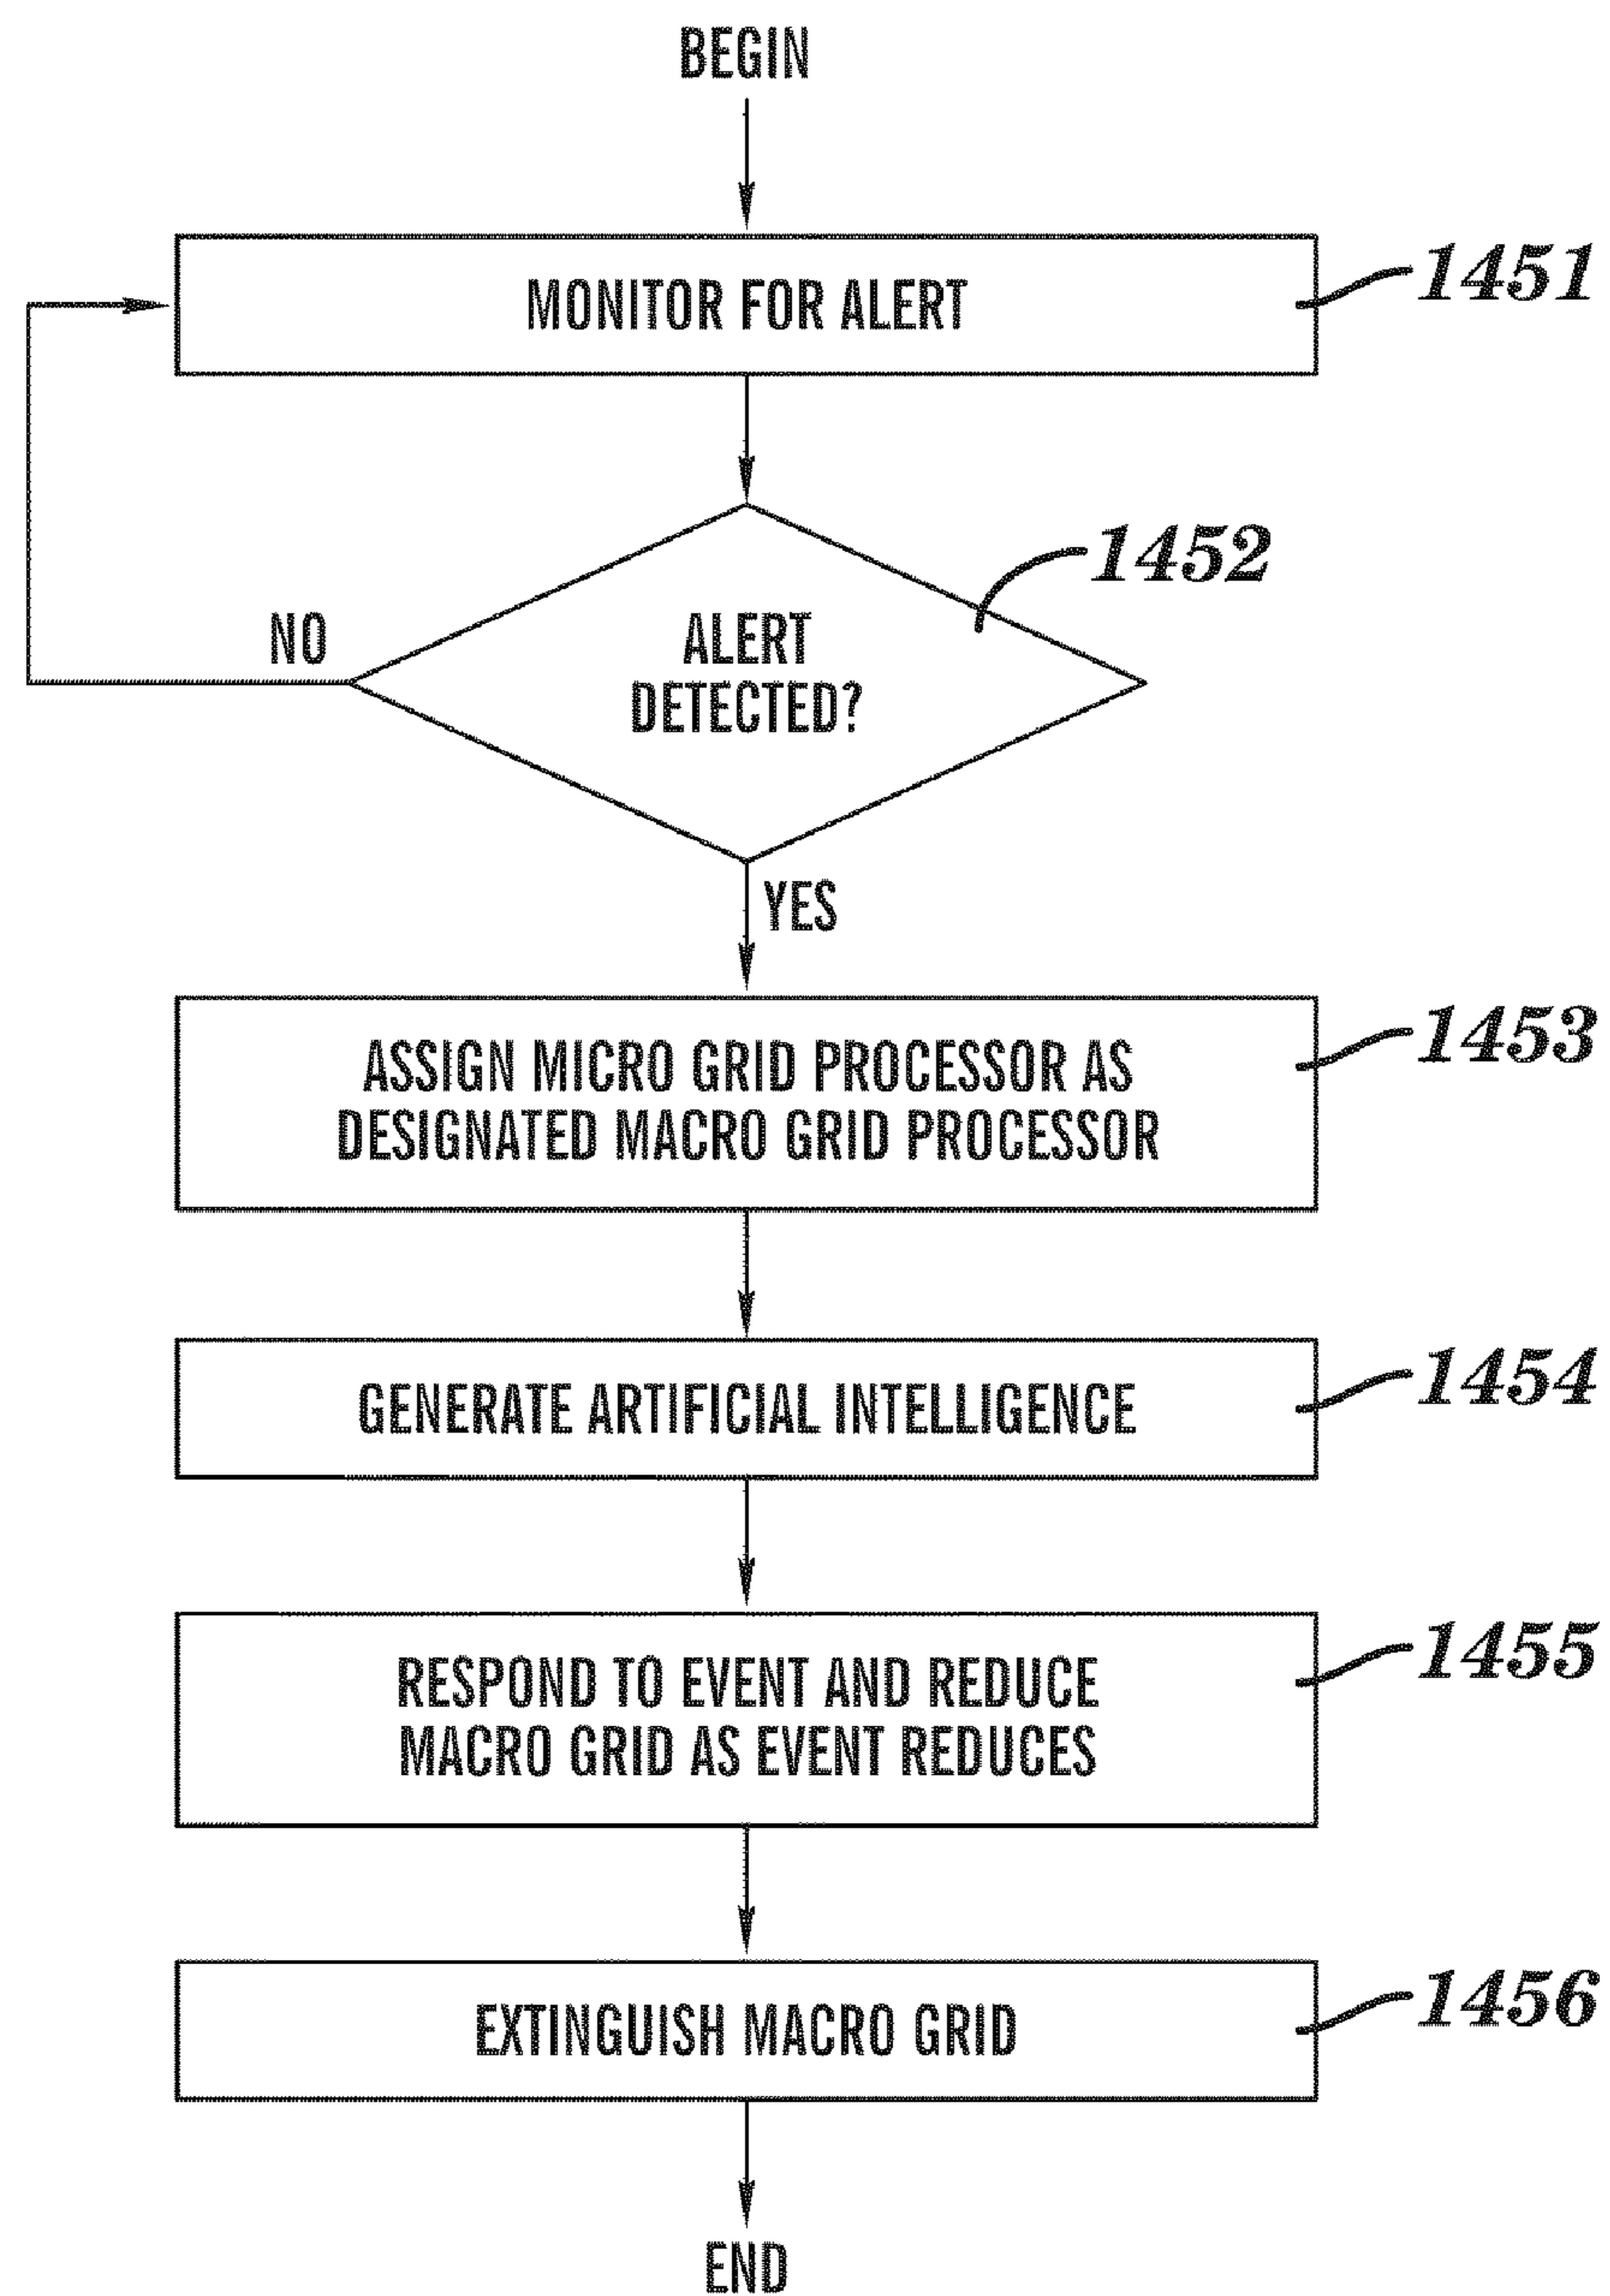 BEGIN
MONITOR FOR ALERT
1451
1452
ALERT
DETECTED?
NO
YES
ASSIGN MICRO GRID PROCESSOR AS
DESIGNATED MACRO GRID PROCESSOR
1453
GENERATE ARTIFICIAL INTELLIGENCE
1454
RESPOND TO EVENT AND REDUCE
MACRO GRID AS EVENT REDUCES
1455
EXTINGUISH MACRO GRID
1456
END